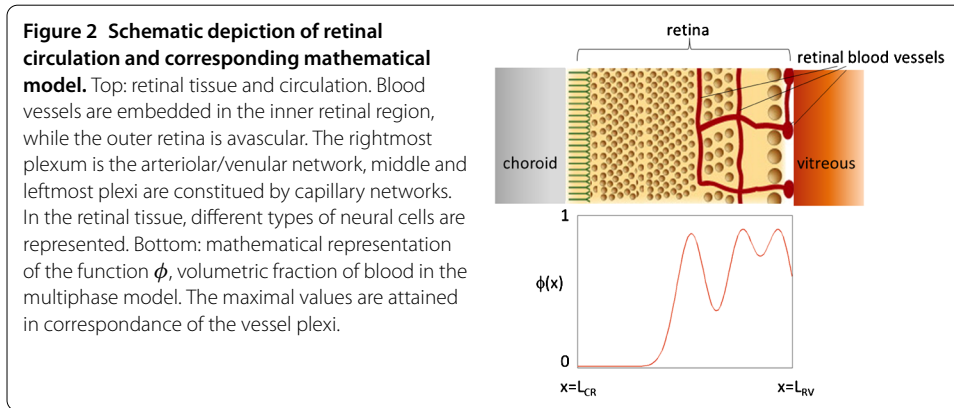 Figure 2 Schematic depiction of retinal
circulation and corresponding mathematical
model. Top: retinal tissue and circulation. Blood
vessels are embedded in the inner retinal region,
while the outer retina is avascular. The rightmost
plexum is the arteriolar/venular network, middle and
leftmost plexi are constitued by capillary networks.
In the retinal tissue, different types of neural cells are
represented. Bottom: mathematical representation
of the function ϕ, volumetric fraction of blood in the
multiphase model. The maximal values are attained
in correspondance of the vessel plexi.
retina
retinal blood vessels
choroid
vitreous
1
ϕ(x)
0
x=L_CR
x=L_RV